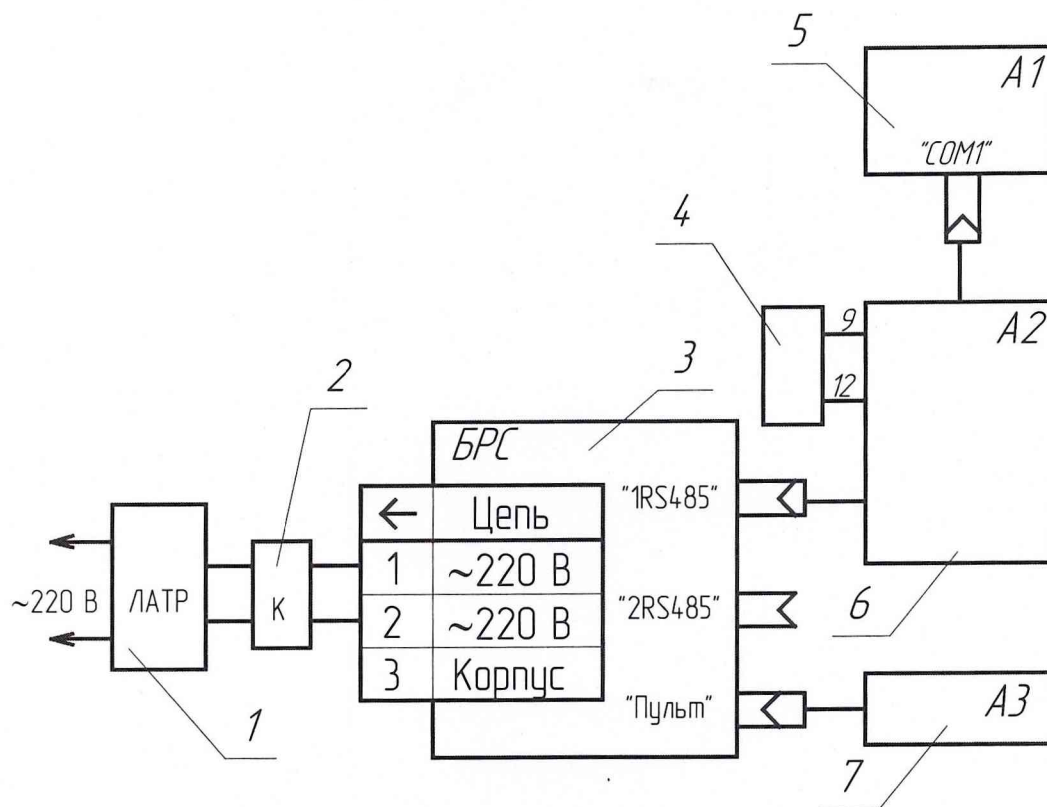 5
A1
"COM1"
4
9
A2
12
2
3
БРС
"1RS485"
← Цепь
1 ~220 В
~220 В ЛАТР
К
2 ~220 В
"2RS485"
6
3 Корпус
"Пульт"
A3
1
7